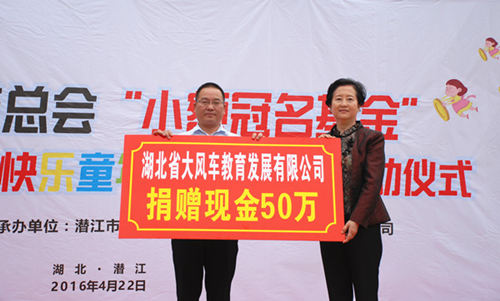 总会 “小 冠名基金”
快乐童 动仪式
湖北省大风车教育发展有限公司
捐赠现金50万
承办单位：潜江市 司
湖北·潜江
2016年4月22日